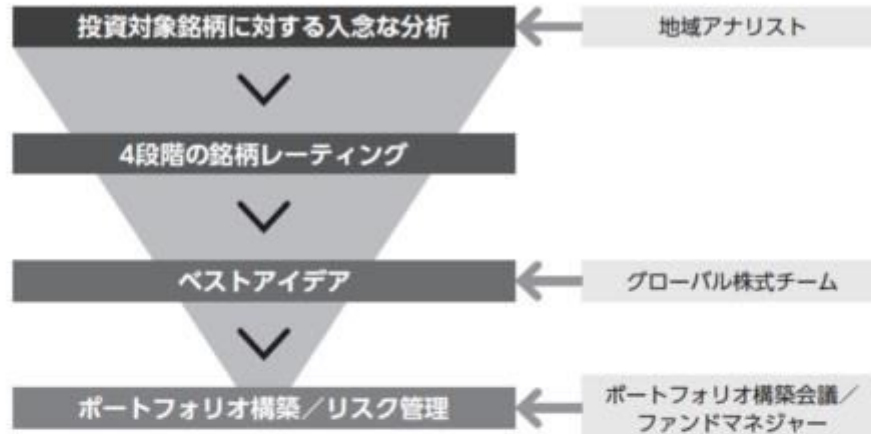 投資対象銘柄に対する入念な分析
地域アナリスト
4段階の銘柄レーティング
ベストアイデア
グローバル株式チーム
ポートフォリオ構築/リスク管理
ポートフォリオ構築会議/
ファンドマネジャー